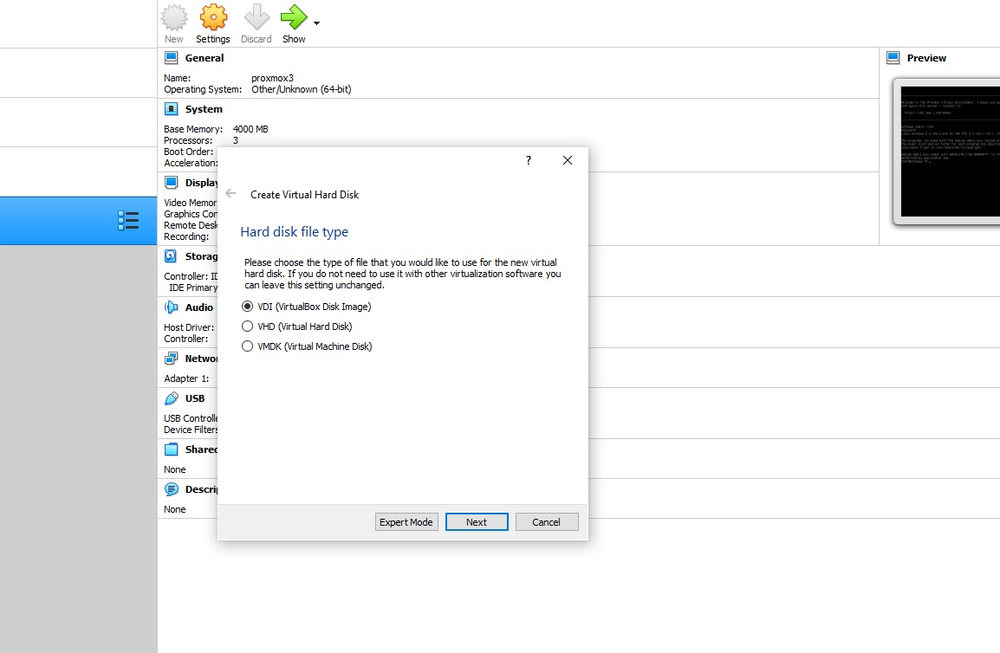 New Settings Discard Show
General
Name: proxmox3
Operating System: Other/Unknown (64-bit)
System
Base Memory: 4000 MB
Processors: 3
Boot Order:
Acceleration:
Display
Video Memor
Graphics Con
Remote Desk
Recording:
Storag
Controller: ID
IDE Primary
Audio
Host Driver:
Controller:
Networ
Adapter 1:
USB
USB Controlle
Device Filters
Shared
None
Descri
None
Preview
?
Create Virtual Hard Disk
Hard disk file type
Please choose the type of file that you would like to use for the new virtual
hard disk. If you do not need to use it with other virtualization software you
can leave this setting unchanged.
VDI (VirtualBox Disk Image)
VHD (Virtual Hard Disk)
VMDK (Virtual Machine Disk)
Expert Mode Next Cancel